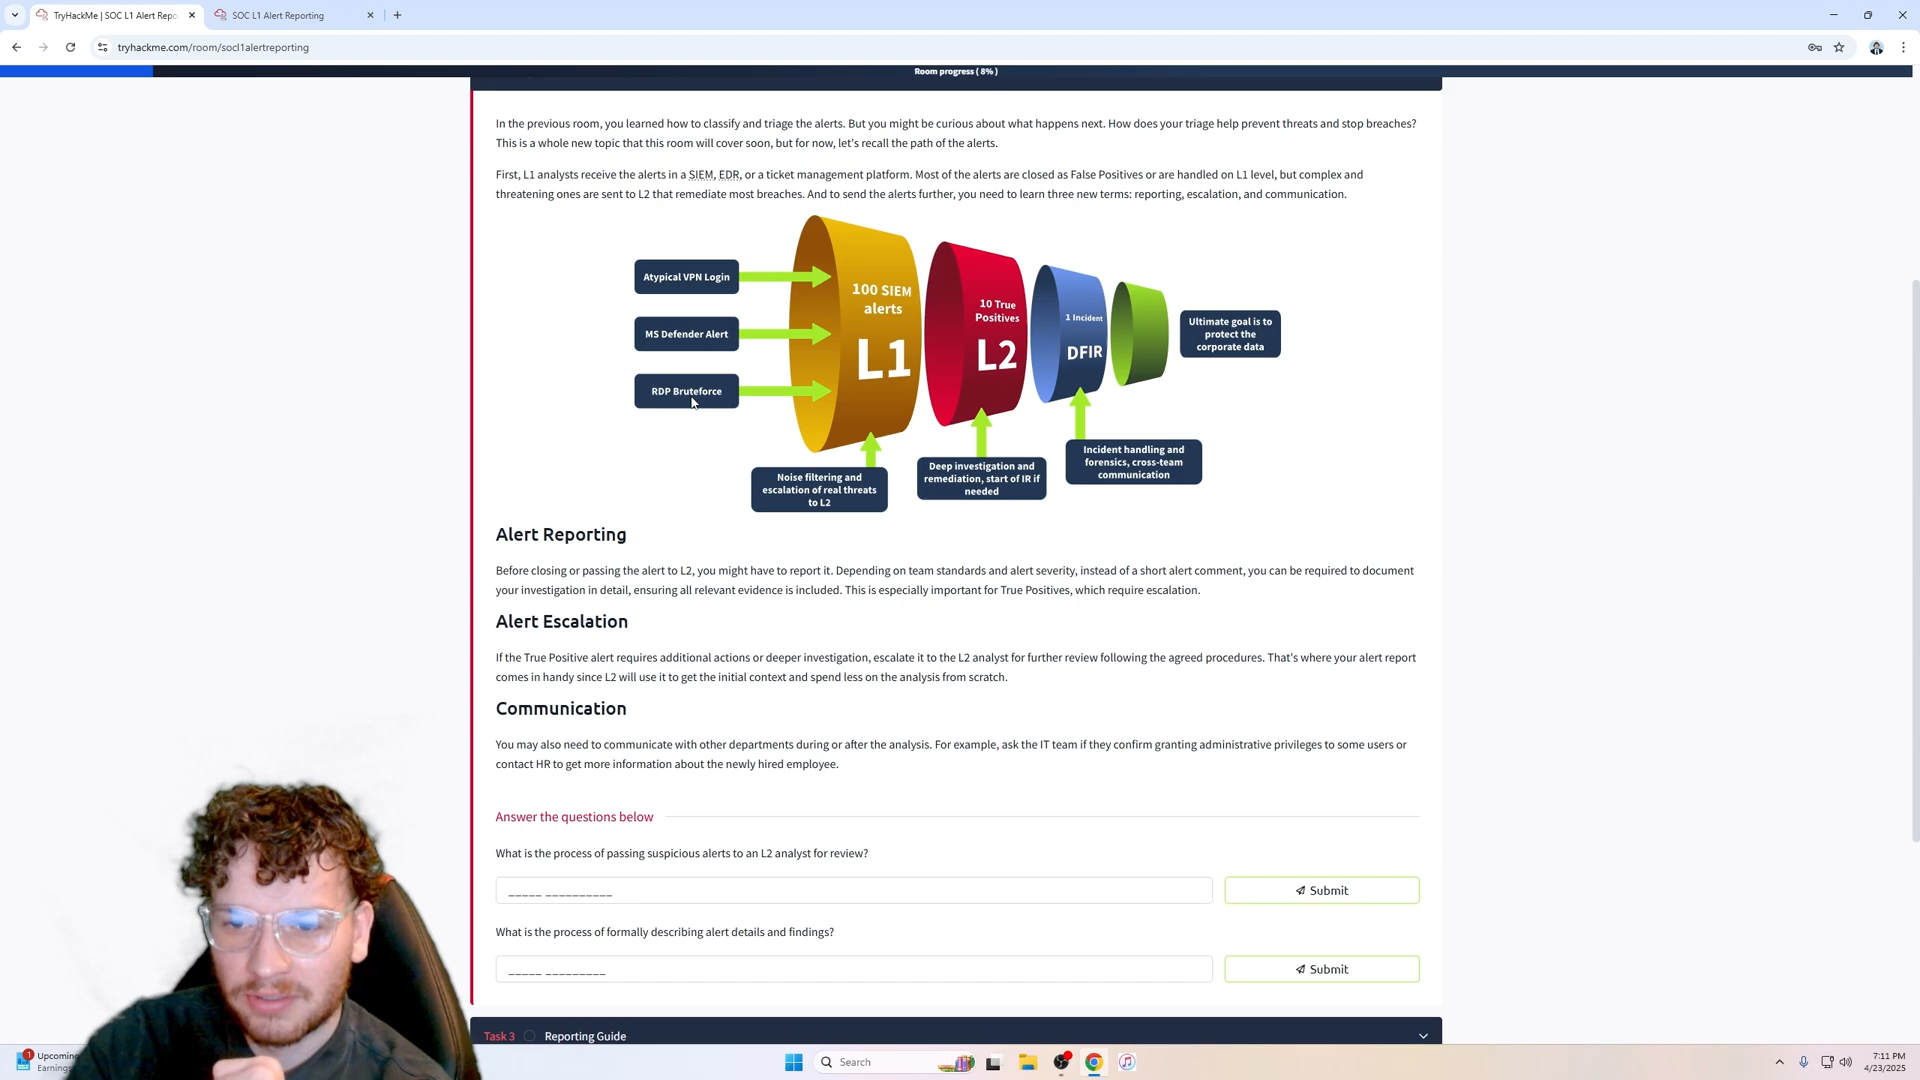 TryHackMe | SOC L1 Alert Repo
SOC L1 Alert Reporting
tryhackme.com/room/socl1alertreporting
Room progress ( 8% )
In the previous room, you learned how to classify and triage the alerts. But you might be curious about what happens next. How does your triage help prevent threats and stop breaches?
This is a whole new topic that this room will cover soon, but for now, let's recall the path of the alerts.
First, L1 analysts receive the alerts in a SIEM, EDR, or a ticket management platform. Most of the alerts are closed as False Positives or are handled on L1 level, but complex and
threatening ones are sent to L2 that remediate most breaches. And to send the alerts further, you need to learn three new terms: reporting, escalation, and communication.
Atypical VPN Login
MS Defender Alert
RDP Bruteforce
100 SIEM
alerts
L1
10 True
Positives
L2
1 Incident
DFIR
Ultimate goal is to
protect the
corporate data
Noise filtering and
escalation of real threats
to L2
Deep investigation and
remediation, start of IR if
needed
Incident handling and
forensics, cross-team
communication
Alert Reporting
Before closing or passing the alert to L2, you might have to report it. Depending on team standards and alert severity, instead of a short alert comment, you can be required to document
your investigation in detail, ensuring all relevant evidence is included. This is especially important for True Positives, which require escalation.
Alert Escalation
If the True Positive alert requires additional actions or deeper investigation, escalate it to the L2 analyst for further review following the agreed procedures. That's where your alert report
comes in handy since L2 will use it to get the initial context and spend less on the analysis from scratch.
Communication
You may also need to communicate with other departments during or after the analysis. For example, ask the IT team if they confirm granting administrative privileges to some users or
contact HR to get more information about the newly hired employee.
Answer the questions below
What is the process of passing suspicious alerts to an L2 analyst for review?
_____ __________
Submit
What is the process of formally describing alert details and findings?
_____ _________
Submit
Task 3 Reporting Guide
1
Upcoming
Earnings
Search
7:11 PM
4/23/2025